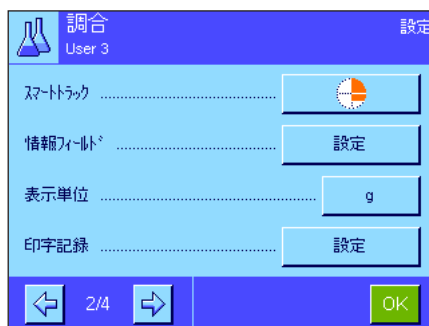 調合
設定
User 3
ｽﾏｰﾄﾄﾗｯｸ
情報ﾌｨｰﾙﾄﾞ 設定
表示単位 g
印字記録 設定
2/4 OK